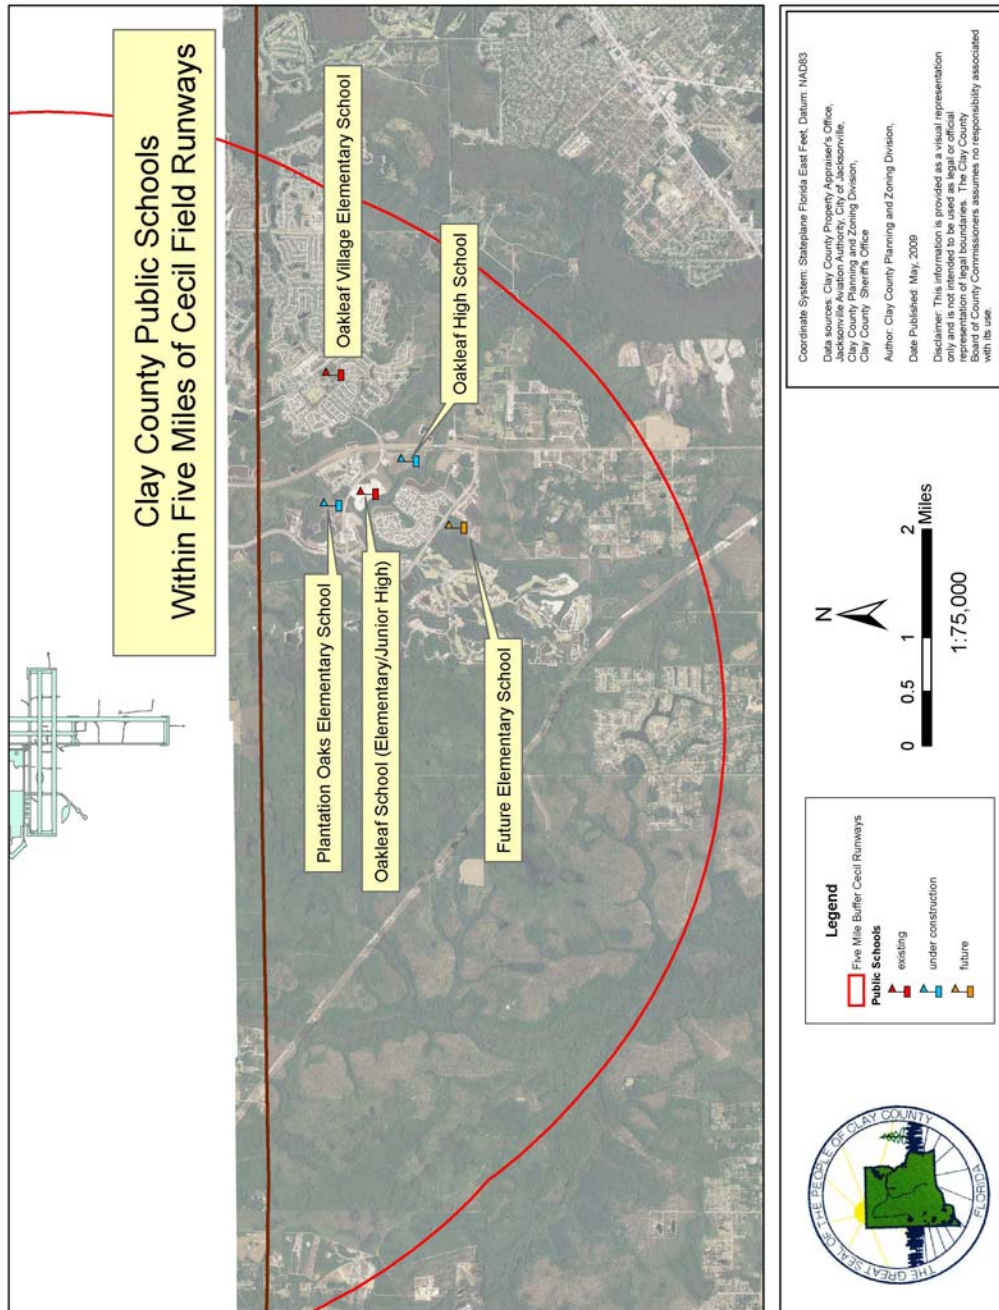 Clay County Public Schools
Within Five Miles of Cecil Field Runways
Oakleaf Village Elementary School
Oakleaf High School
Plantation Oaks Elementary School
Oakleaf School (Elementary/Junior High)
Future Elementary School
THE GREAT SEAL OF THE PEOPLE OF CLAY COUNTY
FLORIDA
Legend
Five Mile Buffer Cecil Runways
Public Schools
existing
under construction
future
N
0 0.5 1 2
Miles
1:75,000
Coordinate System: Stateplane Florida East Feet, Datum: NAD83
Data sources: Clay County Property Appraiser's Office,
Jacksonville Aviation Authority, City of Jacksonville,
Clay County Planning and Zoning Division,
Clay County Sheriff's Office
Author: Clay County Planning and Zoning Division,
Date Published: May, 2009
Disclaimer: This information is provided as a visual representation
only and is not intended to be used as legal or official
representation of legal boundaries. The Clay County
Board of County Commissioners assumes no responsibility associated
with its use.